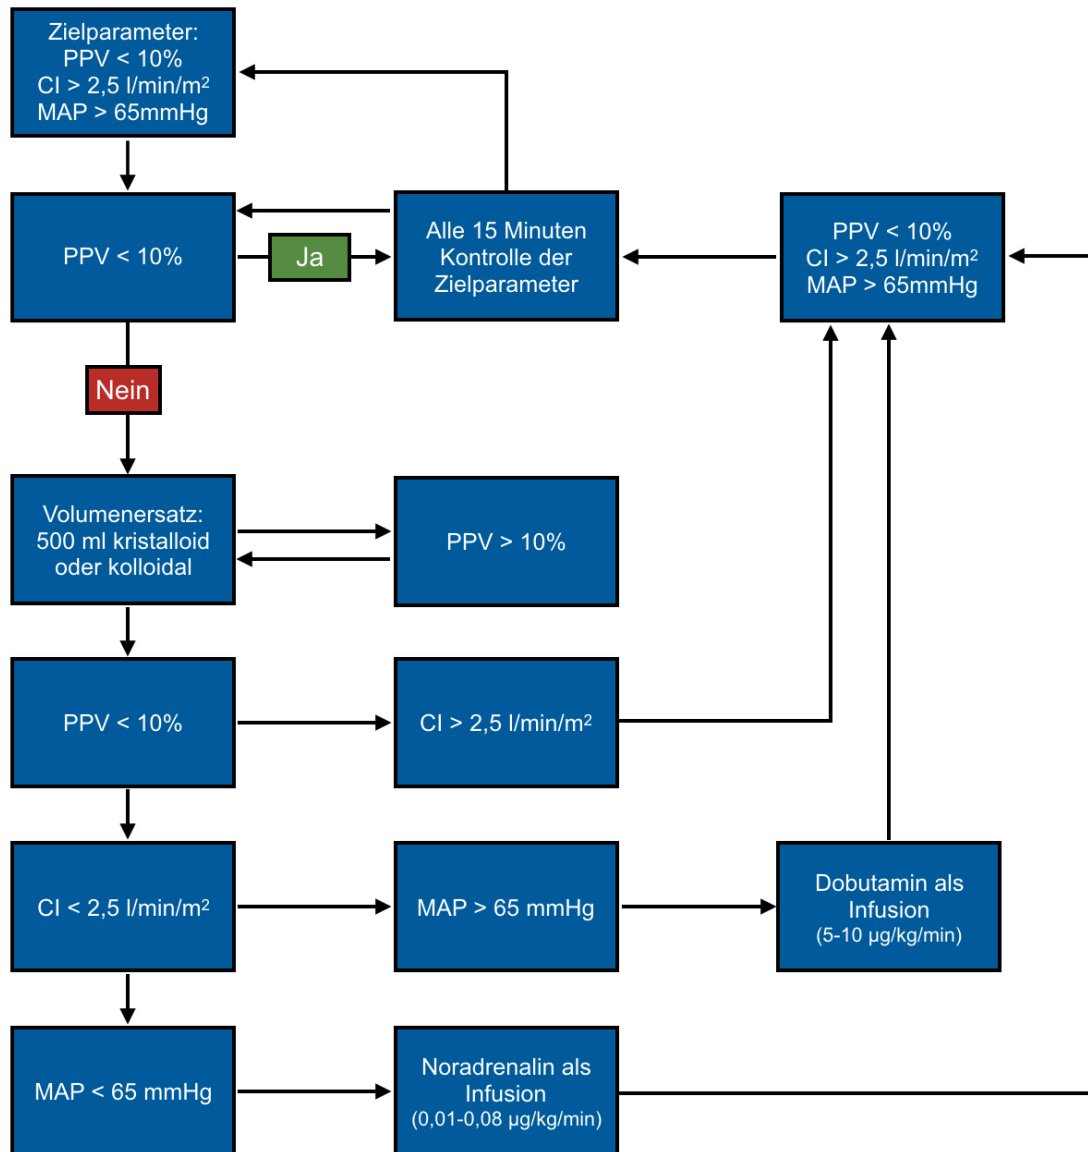 Zielparameter:
PPV < 10%
CI > 2,5 l/min/m²
MAP > 65mmHg
PPV < 10%
Ja
Alle 15 Minuten
Kontrolle der
Zielparameter
PPV < 10%
CI > 2,5 l/min/m²
MAP > 65mmHg
Nein
Volumenersatz:
500 ml kristalloid
oder kolloidal
PPV > 10%
PPV < 10%
CI > 2,5 l/min/m²
CI < 2,5 l/min/m²
MAP > 65 mmHg
Dobutamin als
Infusion
(5-10 µg/kg/min)
MAP < 65 mmHg
Noradrenalin als
Infusion
(0,01-0,08 µg/kg/min)